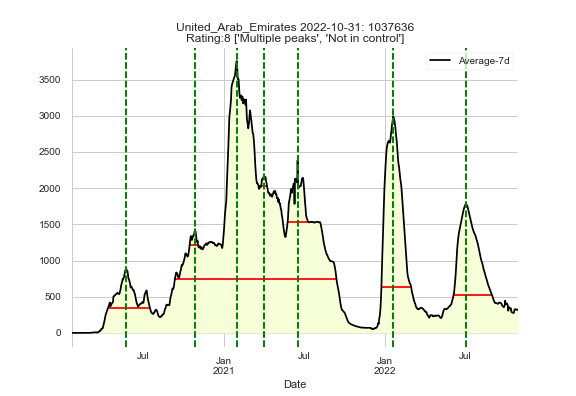 United_Arab_Emirates 2022-10-31: 1037636
Rating:8 ['Multiple peaks', 'Not in control']
Average-7d
3500
3000
2500
2000
1500
1000
500
0
Jul
Jan
2021
Jul
Jan
2022
Jul
Date